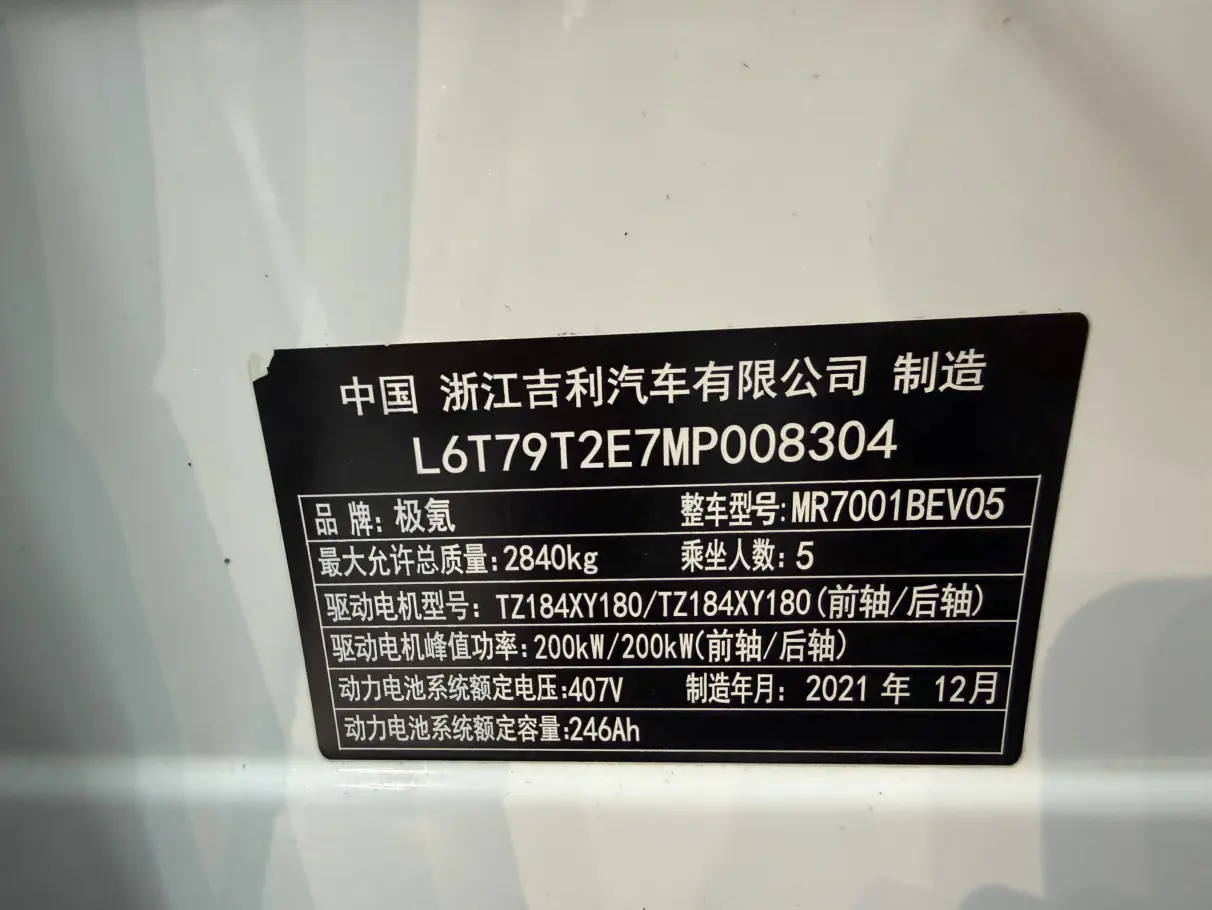 中国 浙江吉利汽车有限公司 制造
L6T79T2E7MP008304
品 牌: 极氪 整车型号:MR7001BEV05
最大允许总质量:2840kg 乘坐人数:5
驱动电机型号: TZ184XY180/TZ184XY180(前轴/后轴)
驱动电机峰值功率:200kW/200kW(前轴/后轴)
动力电池系统额定电压:407V 制造年月: 2021 年 12月
动力电池系统额定容量:246Ah